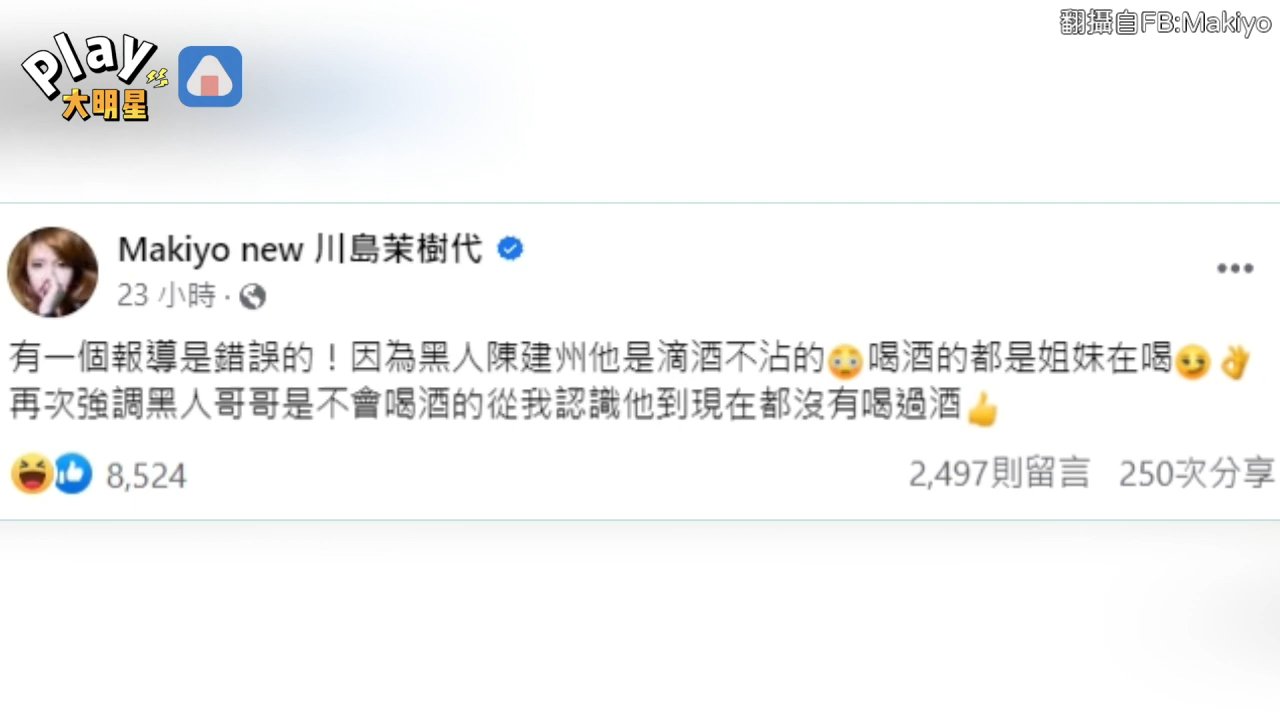 翻攝自FB:Makiyo
Play
大明星
Makiyo new 川島茉樹代
23 小時 ·
有一個報導是錯誤的！因為黑人陳建州他是滴酒不沾的😳喝酒的都是姐妹在喝😏👌
再次強調黑人哥哥是不會喝酒的從我認識他到現在都沒有喝過酒👍
8,524
2,497則留言 250次分享